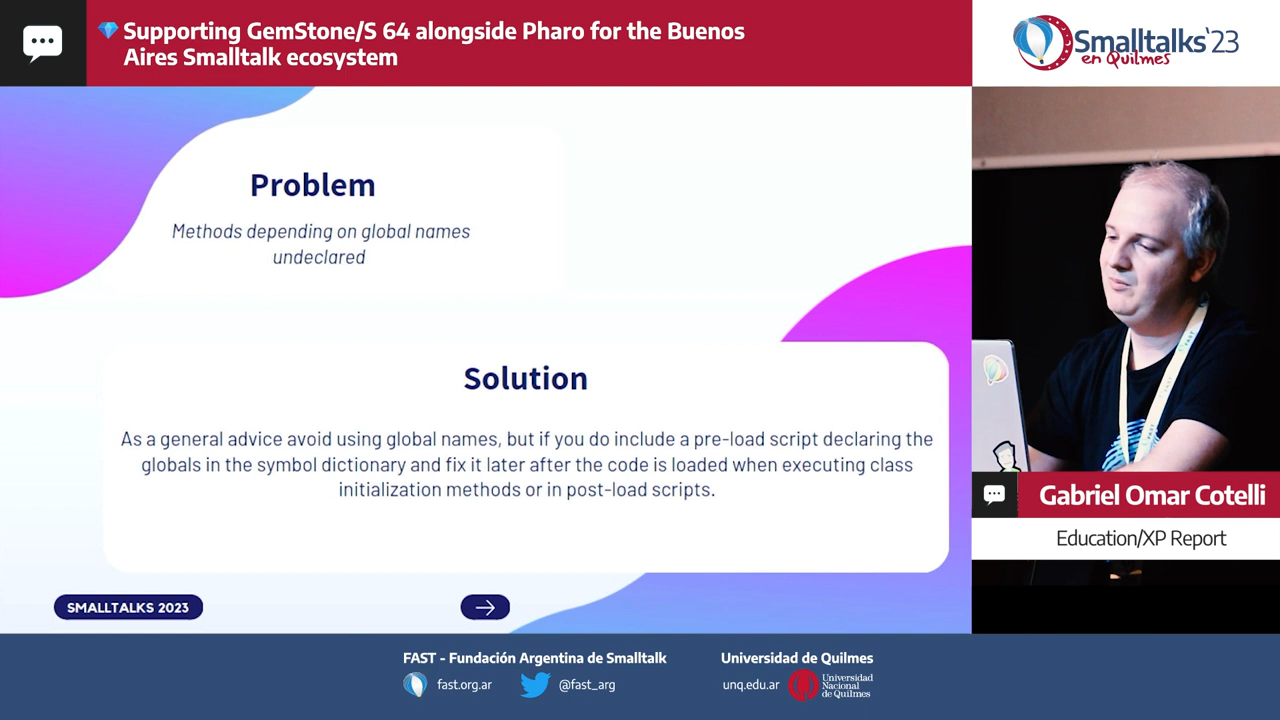 Supporting GemStone/S 64 alongside Pharo for the Buenos
Aires Smalltalk ecosystem
Smalltalks'23
en Quilmes
Problem
Methods depending on global names
undeclared
Solution
As a general advice avoid using global names, but if you do include a pre-load script declaring the
globals in the symbol dictionary and fix it later after the code is loaded when executing class
initialization methods or in post-load scripts.
SMALLTALKS 2023
Gabriel Omar Cotelli
Education/XP Report
FAST - Fundación Argentina de Smalltalk
fast.org.ar
@fast_arg
Universidad de Quilmes
unq.edu.ar
Universidad
Nacional
de Quilmes